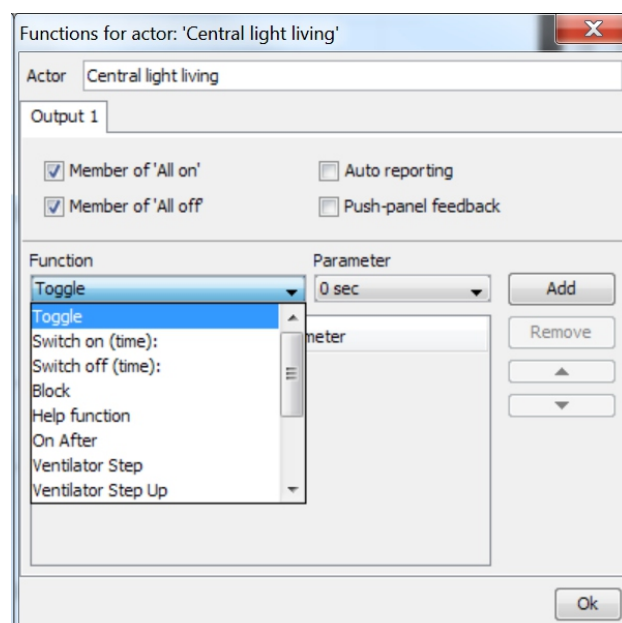 Functions for actor: 'Central light living'
Actor Central light living
Output 1
Member of 'All on' Auto reporting
Member of 'All off' Push-panel feedback
Function Parameter
Toggle 0 sec Add
Toggle
meter Remove
Switch on (time):
Switch off (time):
Block
Help function
On After
Ventilator Step
Ventilator Step Up
Ok